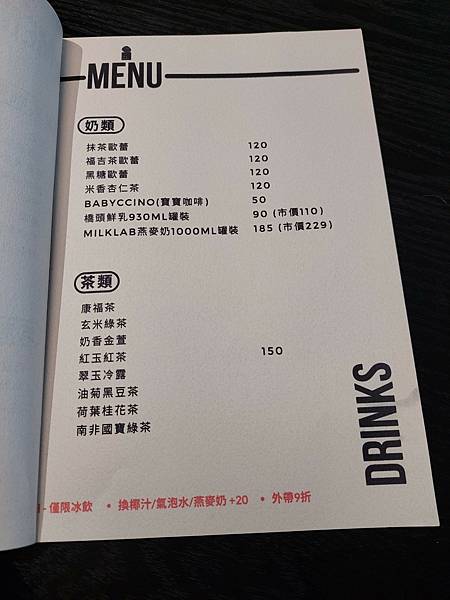 MENU
奶類
抹茶歐蕾 120
福吉茶歐蕾 120
黑糖歐蕾 120
米香杏仁茶 120
BABYCCINO(寶寶咖啡) 50
橋頭鮮乳930ML罐裝 90 (市價110)
MILKLAB燕麥奶1000ML罐裝 185 (市價229)
茶類
康福茶
玄米綠茶
奶香金萱
紅玉紅茶 150
翠玉冷露
油菊黑豆茶
荷葉桂花茶
南非國寶綠茶
DRINKS
- 僅限冰飲 • 換椰汁/氣泡水/燕麥奶 +20 • 外帶9折